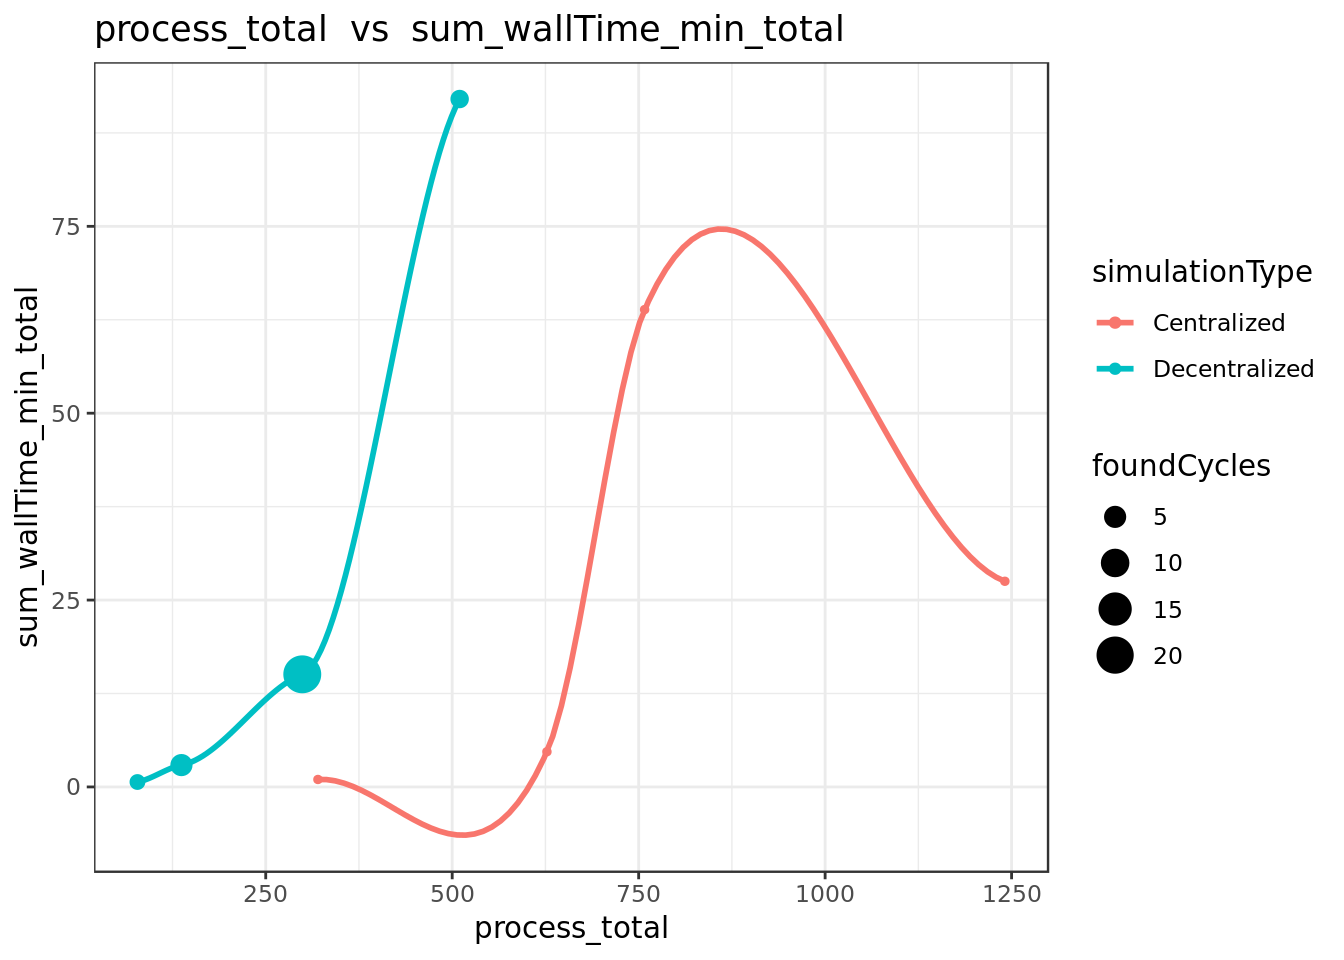 process_total vs sum_wallTime_min_total
sum_wallTime_min_total
75
50
25
0
250
500
750
1000
1250
process_total
simulationType
Centralized
Decentralized
foundCycles
5
10
15
20